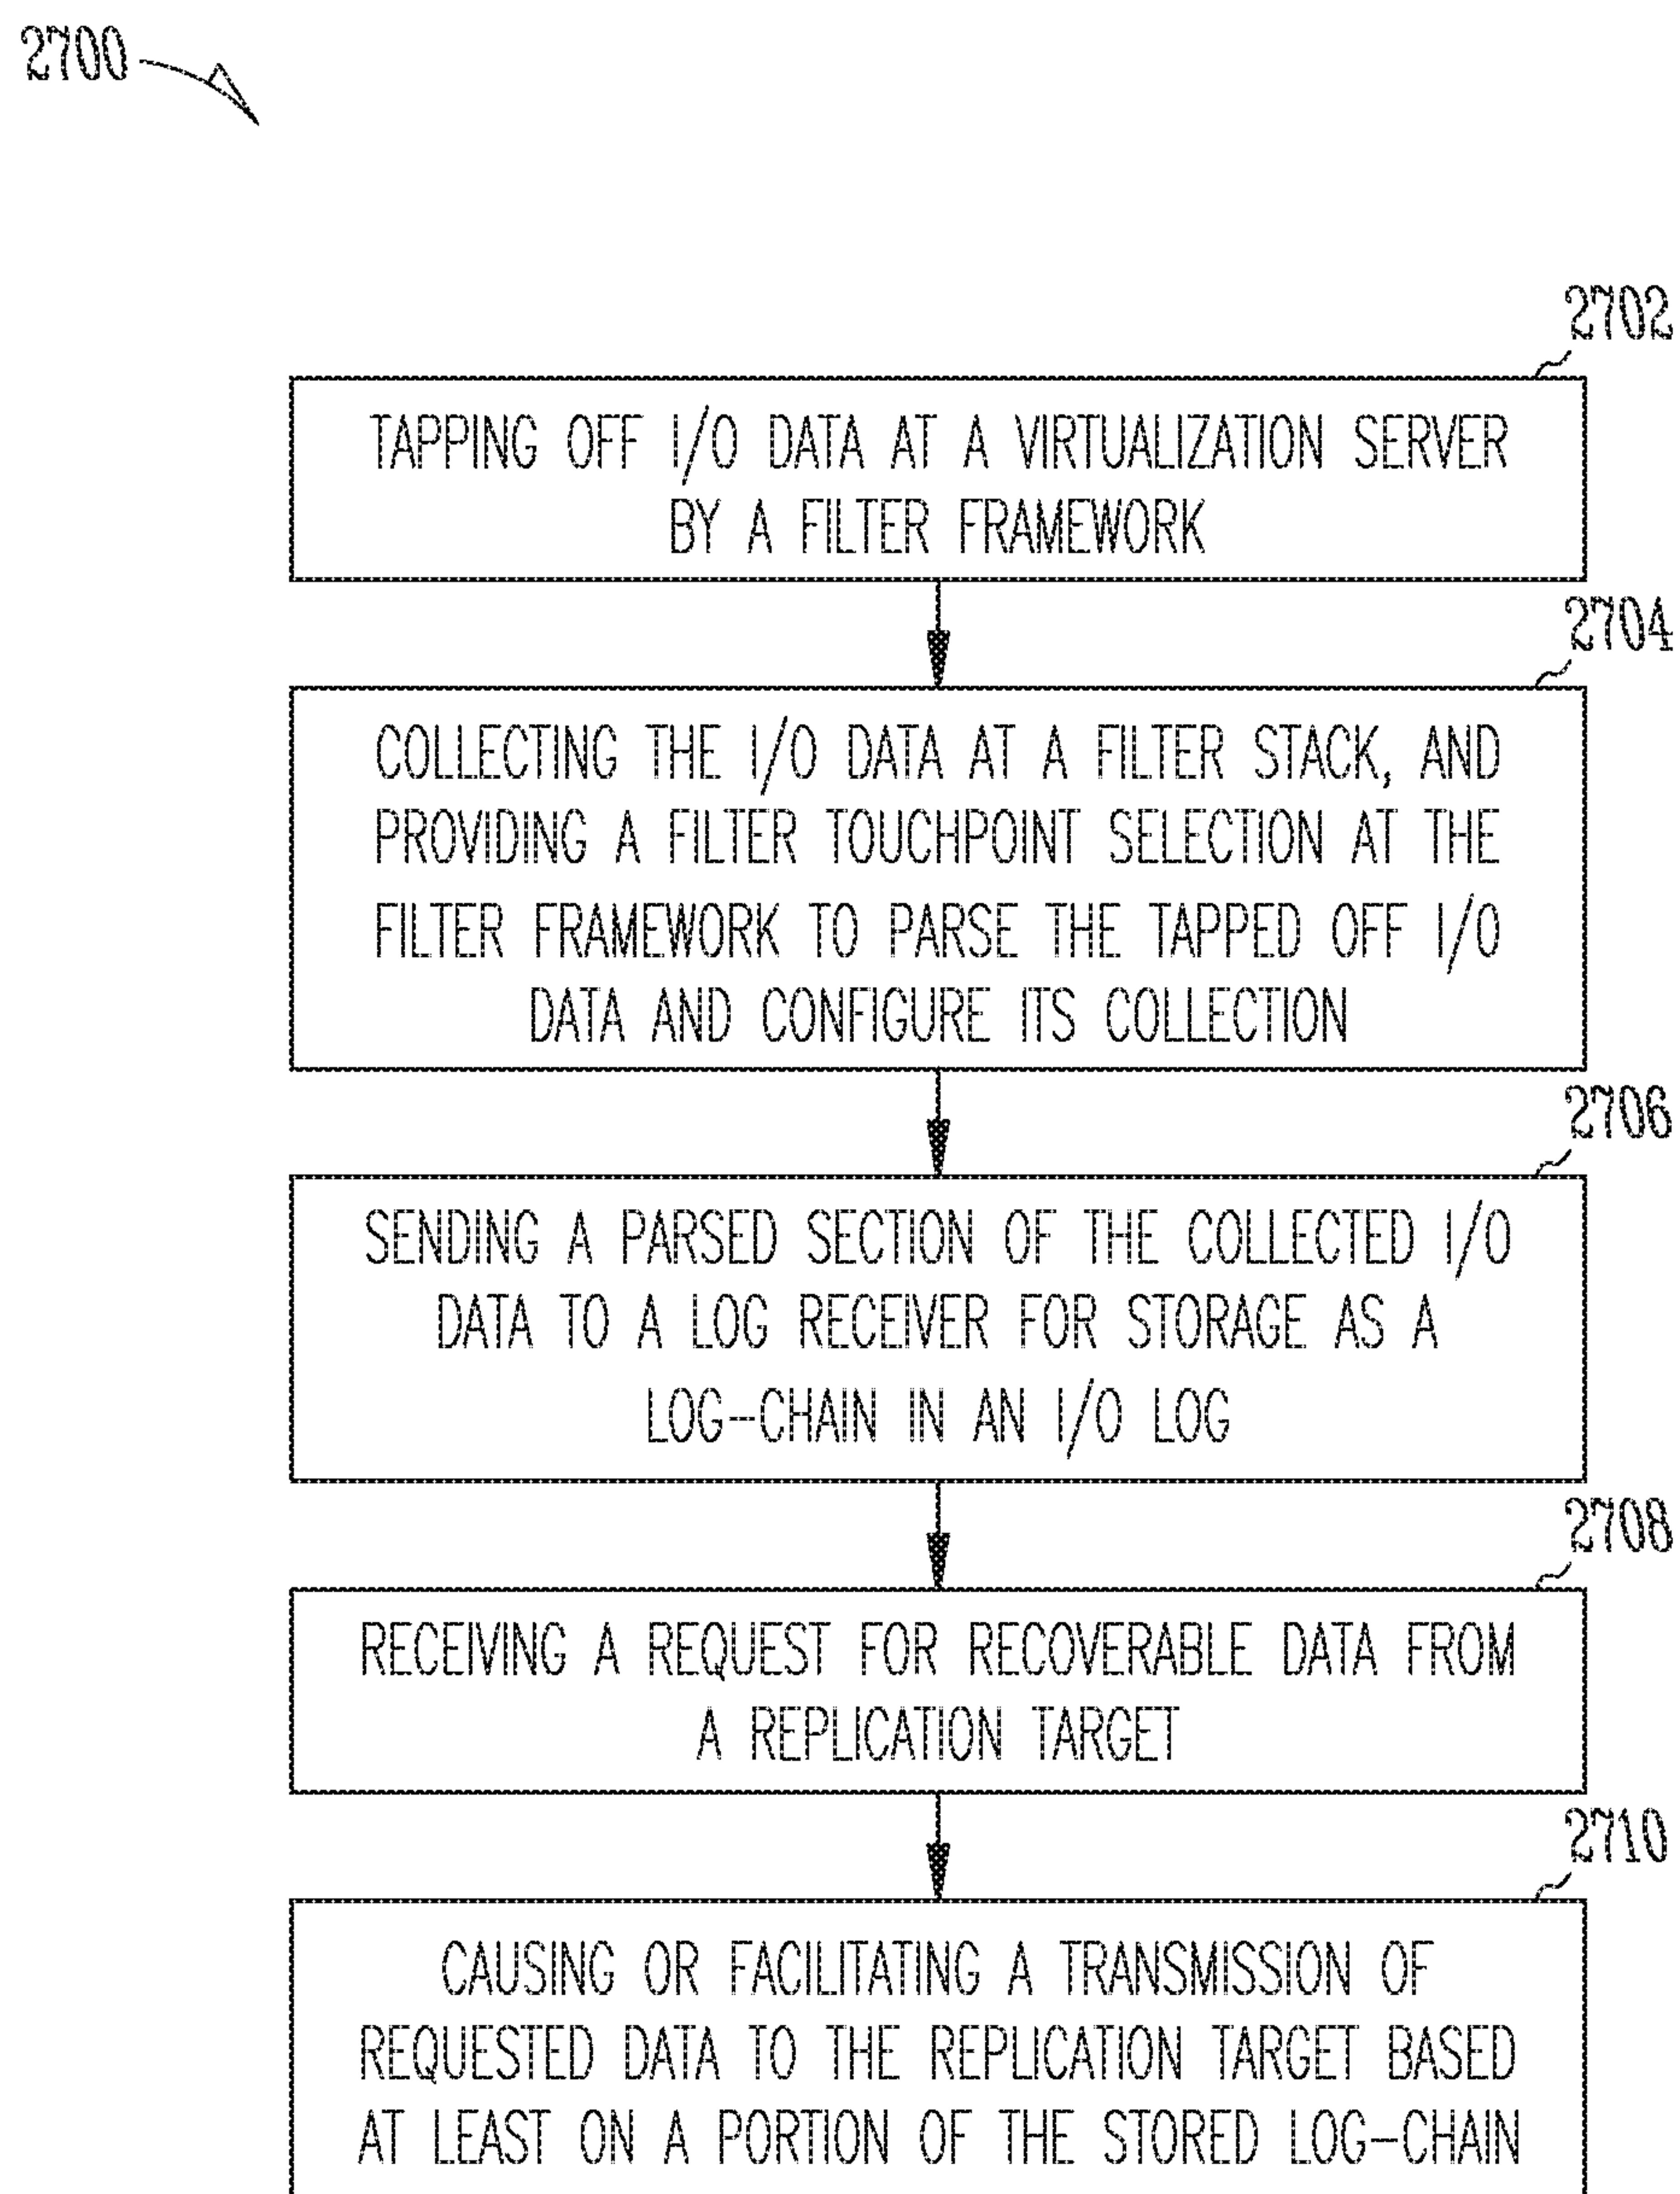 2700
2702
TAPPING OFF I/O DATA AT A VIRTUALIZATION SERVER
BY A FILTER FRAMEWORK
2704
COLLECTING THE I/O DATA AT A FILTER STACK, AND
PROVIDING A FILTER TOUCHPOINT SELECTION AT THE
FILTER FRAMEWORK TO PARSE THE TAPPED OFF I/O
DATA AND CONFIGURE ITS COLLECTION
2706
SENDING A PARSED SECTION OF THE COLLECTED I/O
DATA TO A LOG RECEIVER FOR STORAGE AS A
LOG-CHAIN IN AN I/O LOG
2708
RECEIVING A REQUEST FOR RECOVERABLE DATA FROM
A REPLICATION TARGET
2710
CAUSING OR FACILITATING A TRANSMISSION OF
REQUESTED DATA TO THE REPLICATION TARGET BASED
AT LEAST ON A PORTION OF THE STORED LOG-CHAIN